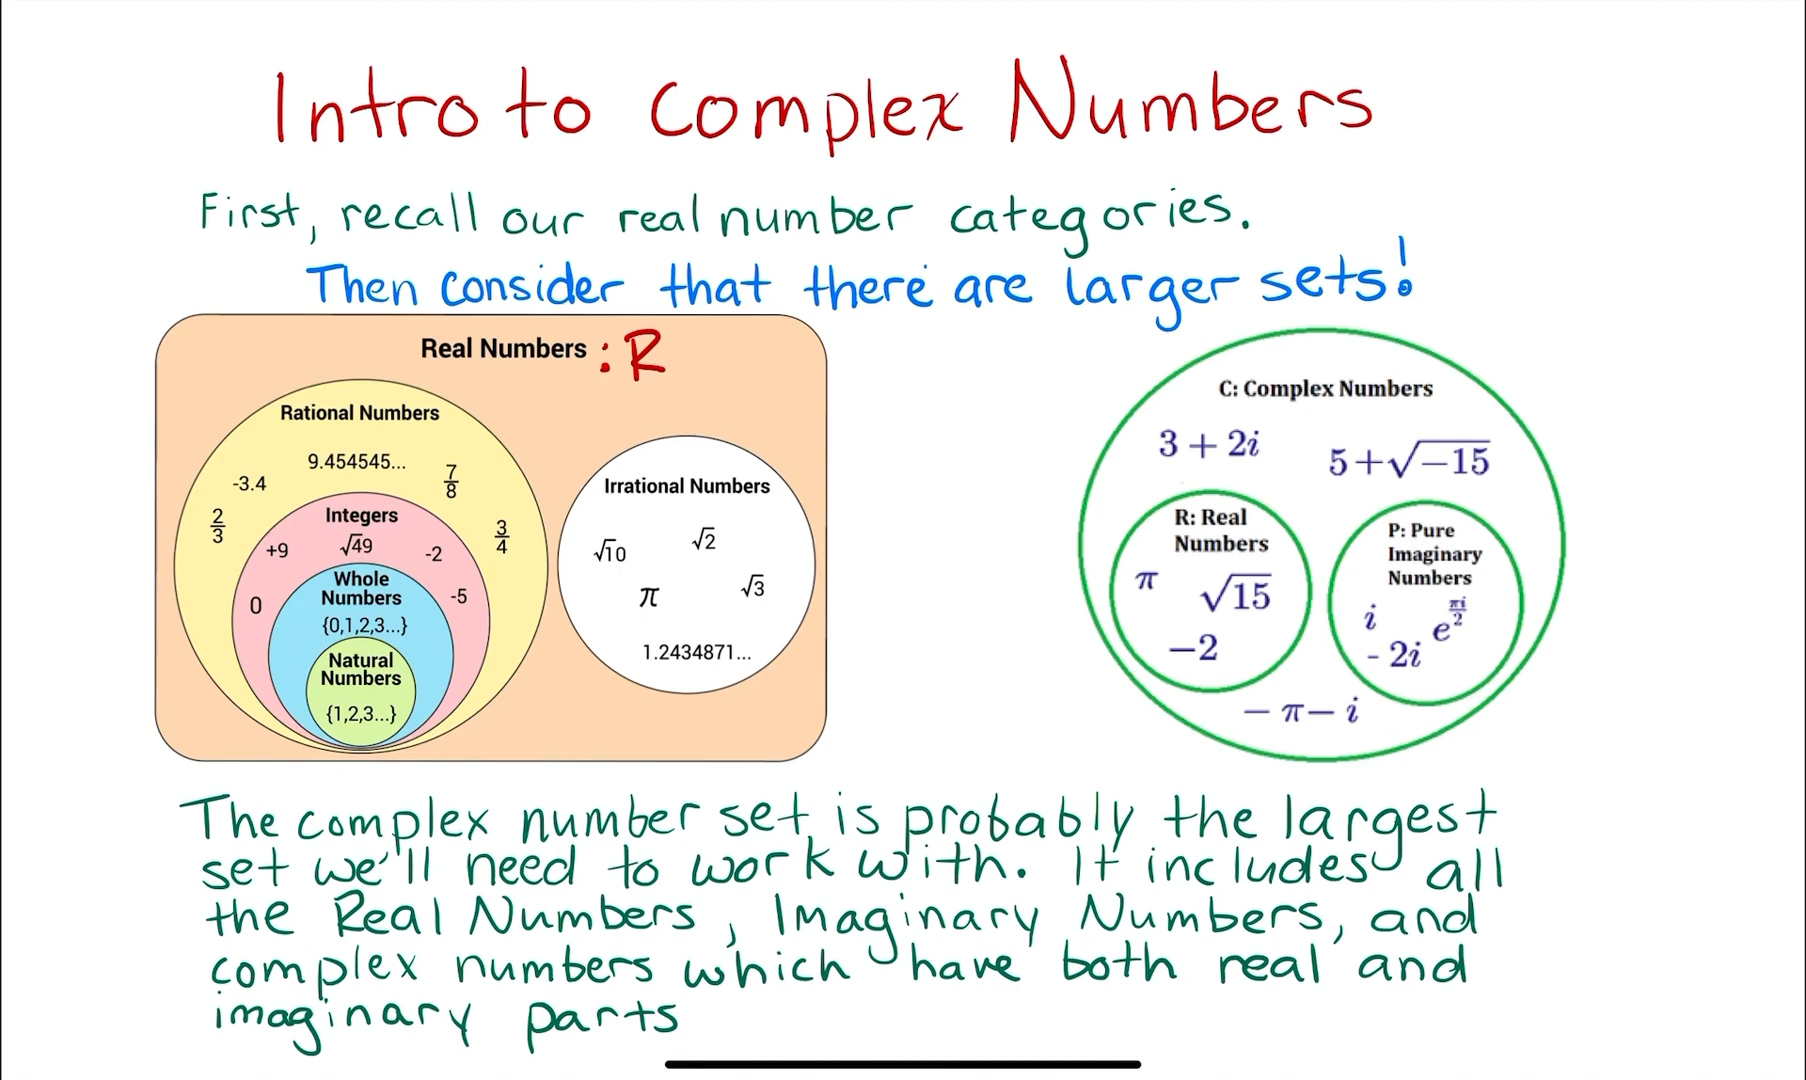 Intro to Complex Numbers
First, recall our real number categories.
Then consider that there are larger sets!
Real Numbers : R
Rational Numbers
9.454545...
-3.4
7/8
2/3
3/4
Integers
+9
√49
-2
0
-5
Whole
Numbers
{0,1,2,3...}
Natural
Numbers
{1,2,3...}
Irrational Numbers
√10
√2
π
√3
1.2434871...
C: Complex Numbers
3 + 2i
5+√−15
R: Real
Numbers
π
√15
−2
P: Pure
Imaginary
Numbers
i
e^(πi/2)
- 2i
− π − i
The complex number set is probably the largest
set we'll need to work with. It includes all
the Real Numbers, Imaginary Numbers, and
complex numbers which have both real and
imaginary parts